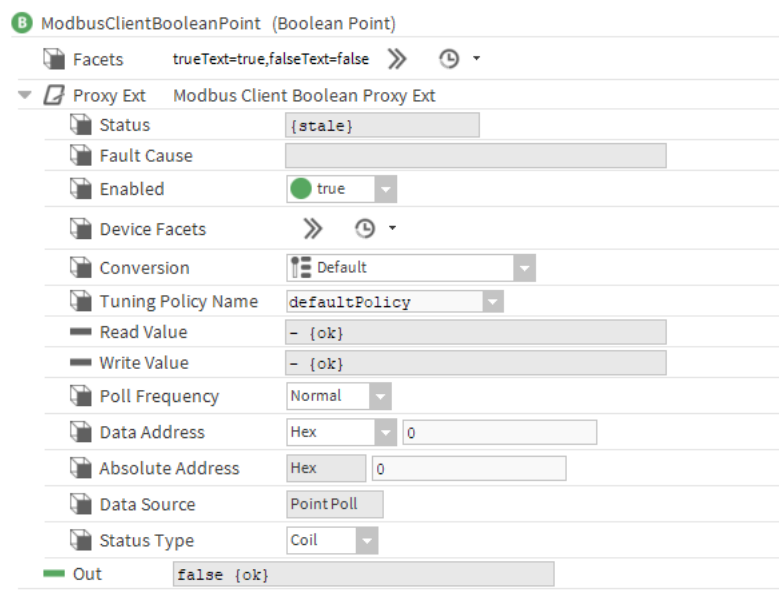 B ModbusClientBooleanPoint (Boolean Point)
Facets trueText=true,falseText=false
Proxy Ext Modbus Client Boolean Proxy Ext
Status {stale}
Fault Cause
Enabled true
Device Facets
Conversion Default
Tuning Policy Name defaultPolicy
Read Value - {ok}
Write Value - {ok}
Poll Frequency Normal
Data Address Hex 0
Absolute Address Hex 0
Data Source Point Poll
Status Type Coil
Out false {ok}